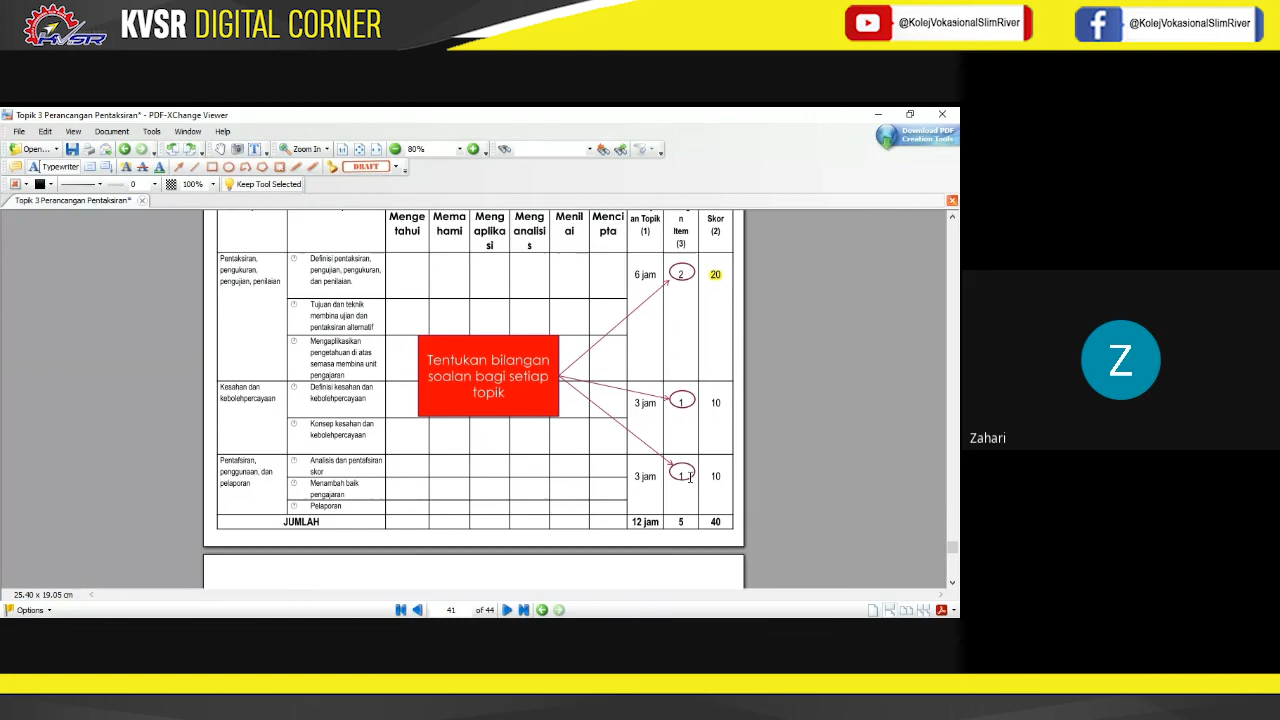 KVSR
KVSR DIGITAL CORNER
@KolejVokasionalSlimRiver
@KolejVokasionalSlimRiver
Topik 3 Perancangan Pentaksiran* - PDF-XChange Viewer
File Edit View Document Tools Window Help
Open... Zoom In 80%
Download PDF
Creation Tools
Typewriter DRAFT
0 100% Keep Tool Selected
Topik 3 Perancangan Pentaksiran*
Menge
tahui
Mema
hami
Meng
aplika
si
Meng
analisi
s
Menil
ai
Menci
pta
an Topik
(1)
n
Item
(3)
Skor
(2)
Pentaksiran,
pengukuran,
pengujian, penilaian
Definisi pentaksiran,
pengujian, pengukuran,
dan penilaian.
6 jam 2 20
Tujuan dan teknik
membina ujian dan
pentaksiran alternatif
Mengaplikasikan
pengetahuan di atas
semasa membina unit
pengajaran
Tentukan bilangan
soalan bagi setiap
topik
Kesahan dan
kebolehpercayaan
Definisi kesahan dan
kebolehpercayaan
3 jam 1 10
Konsep kesahan dan
kebolehpercayaan
Pentafsiran,
penggunaan, dan
pelaporan
Analisis dan pentafsiran
skor
3 jam 1 10
Menambah baik
pengajaran
Pelaporan
JUMLAH 12 jam 5 40
25.40 x 19.05 cm
Options 41 of 44
Z
Zahari